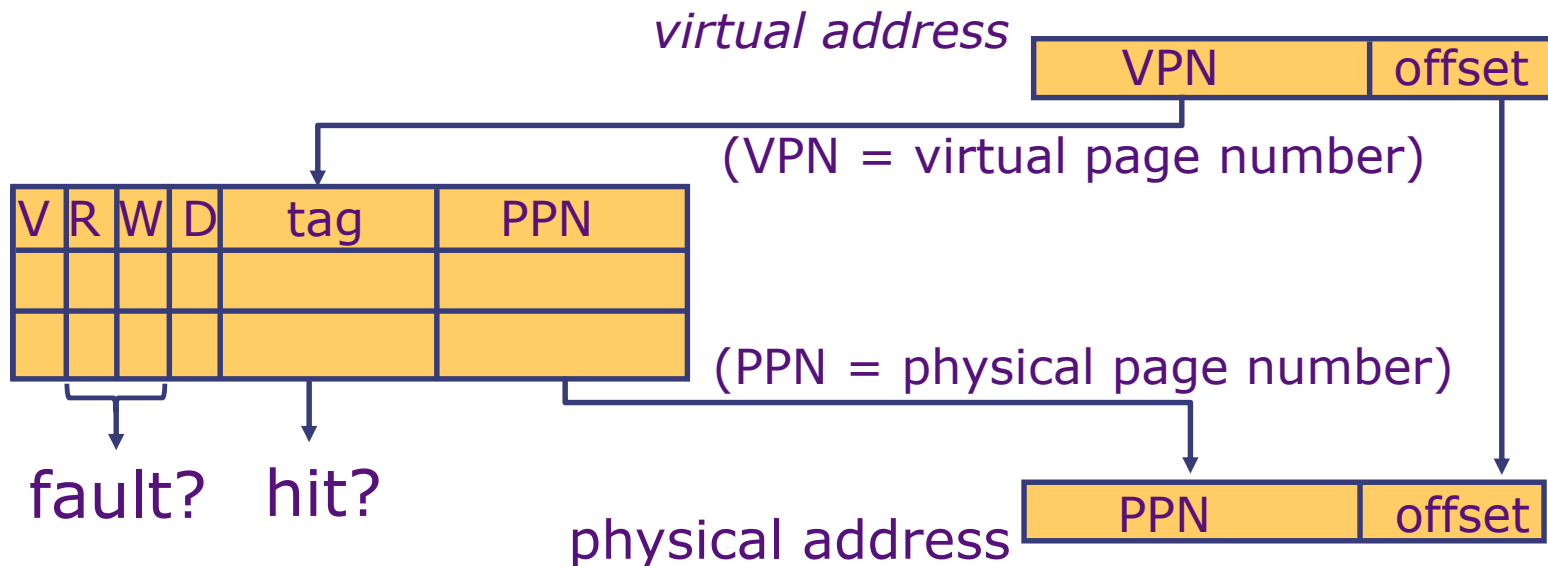 virtual address
VPN offset
(VPN = virtual page number)
V R W D tag PPN
(PPN = physical page number)
fault? hit?
PPN offset
physical address